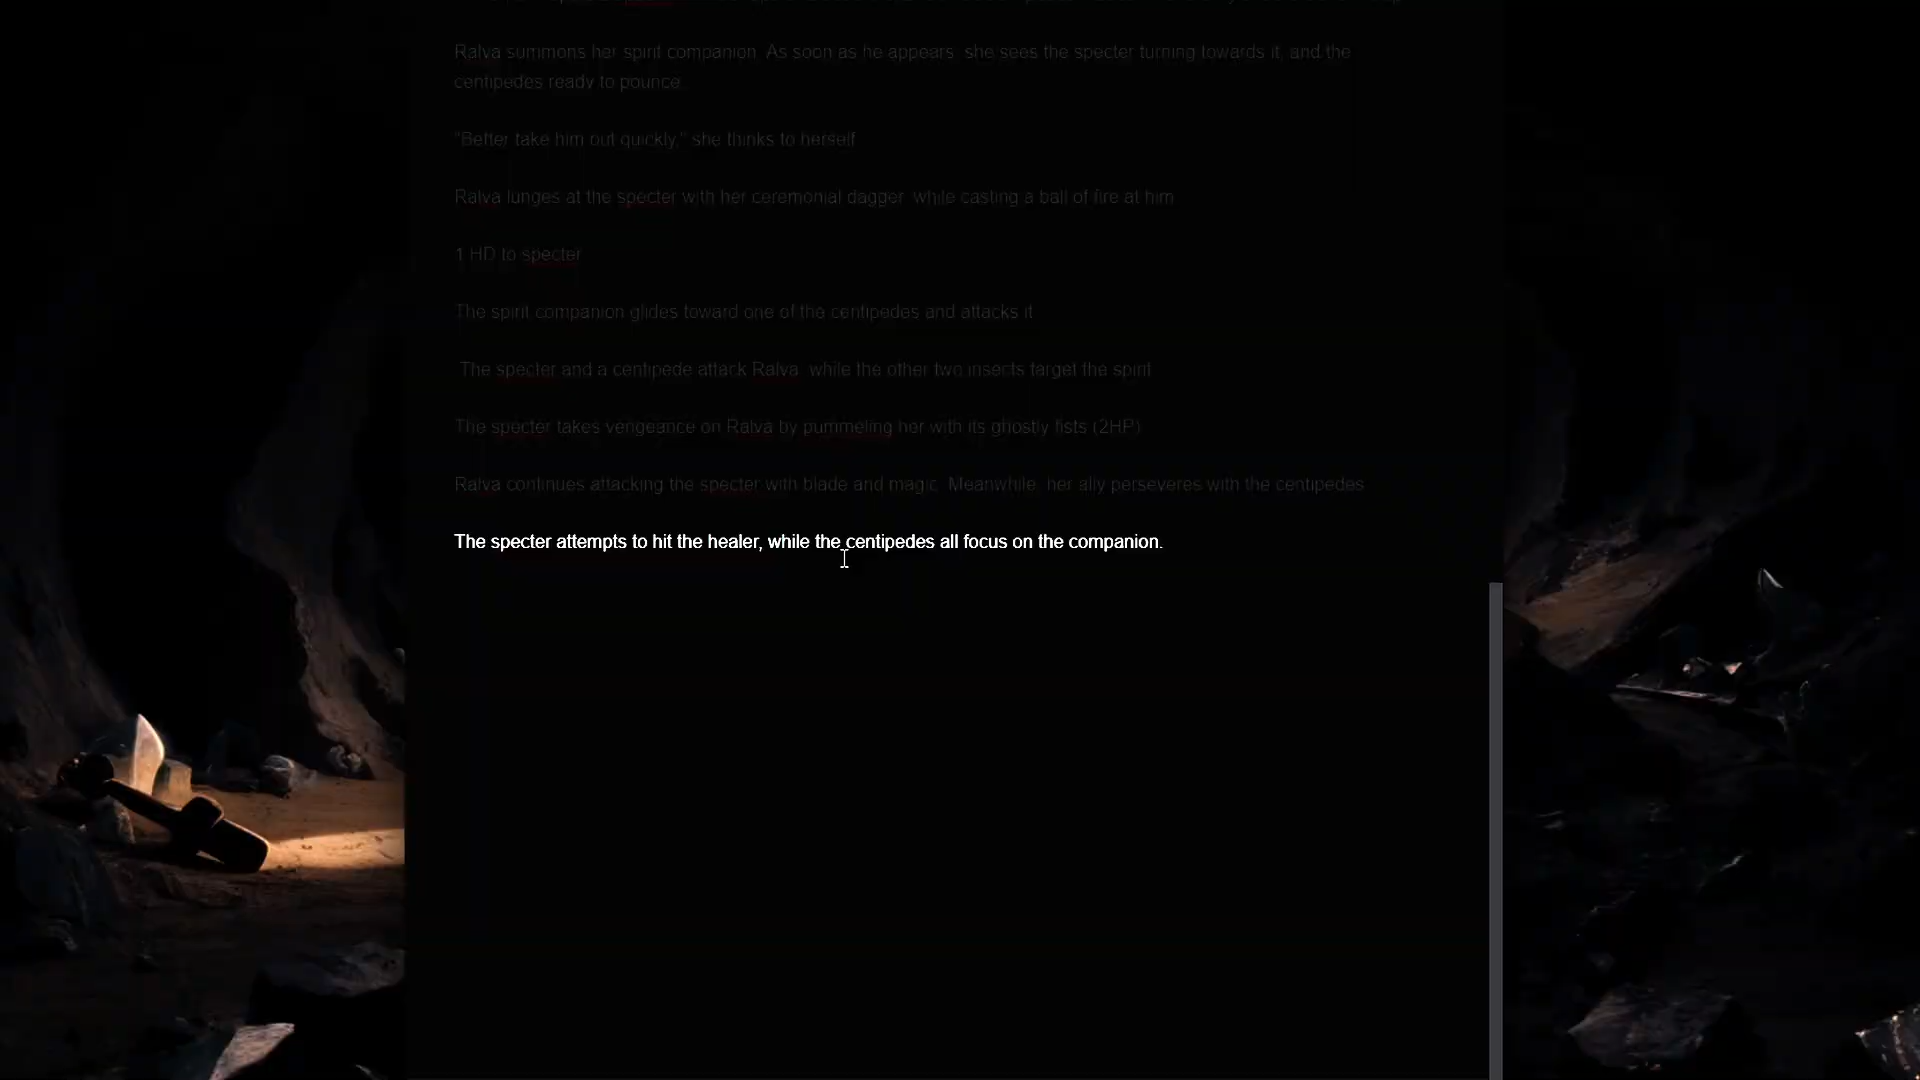 Ralva summons her spirit companion. As soon as he appears, she sees the specter turning towards it, and the
centipedes ready to pounce.
"Better take him out quickly," she thinks to herself.
Ralva lunges at the specter with her ceremonial dagger, while casting a ball of fire at him.
1 HD to specter
The spirit companion glides toward one of the centipedes and attacks it.
The specter and a centipede attack Ralva, while the other two insects target the spirit.
The specter takes vengeance on Ralva by pummeling her with its ghostly fists (2HP).
Ralva continues attacking the specter with blade and magic. Meanwhile, her ally perseveres with the centipedes.
The specter attempts to hit the healer, while the centipedes all focus on the companion.